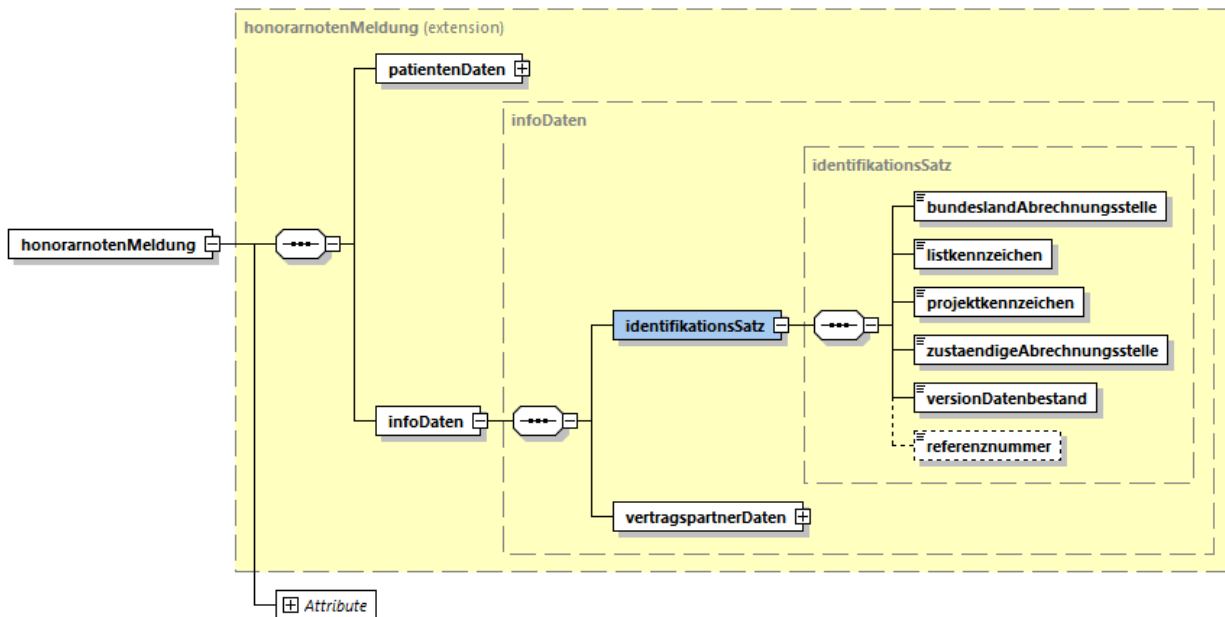 honorarnotenMeldung (extension)
patientenDaten
infoDaten
identifikationsSatz
bundeslandAbrechnungsstelle
honorarnotenMeldung
listkennzeichen
projektkennzeichen
identifikationsSatz
zustaendigeAbrechnungsstelle
versionDatenbestand
infoDaten
referenznummer
vertragspartnerDaten
Attribute